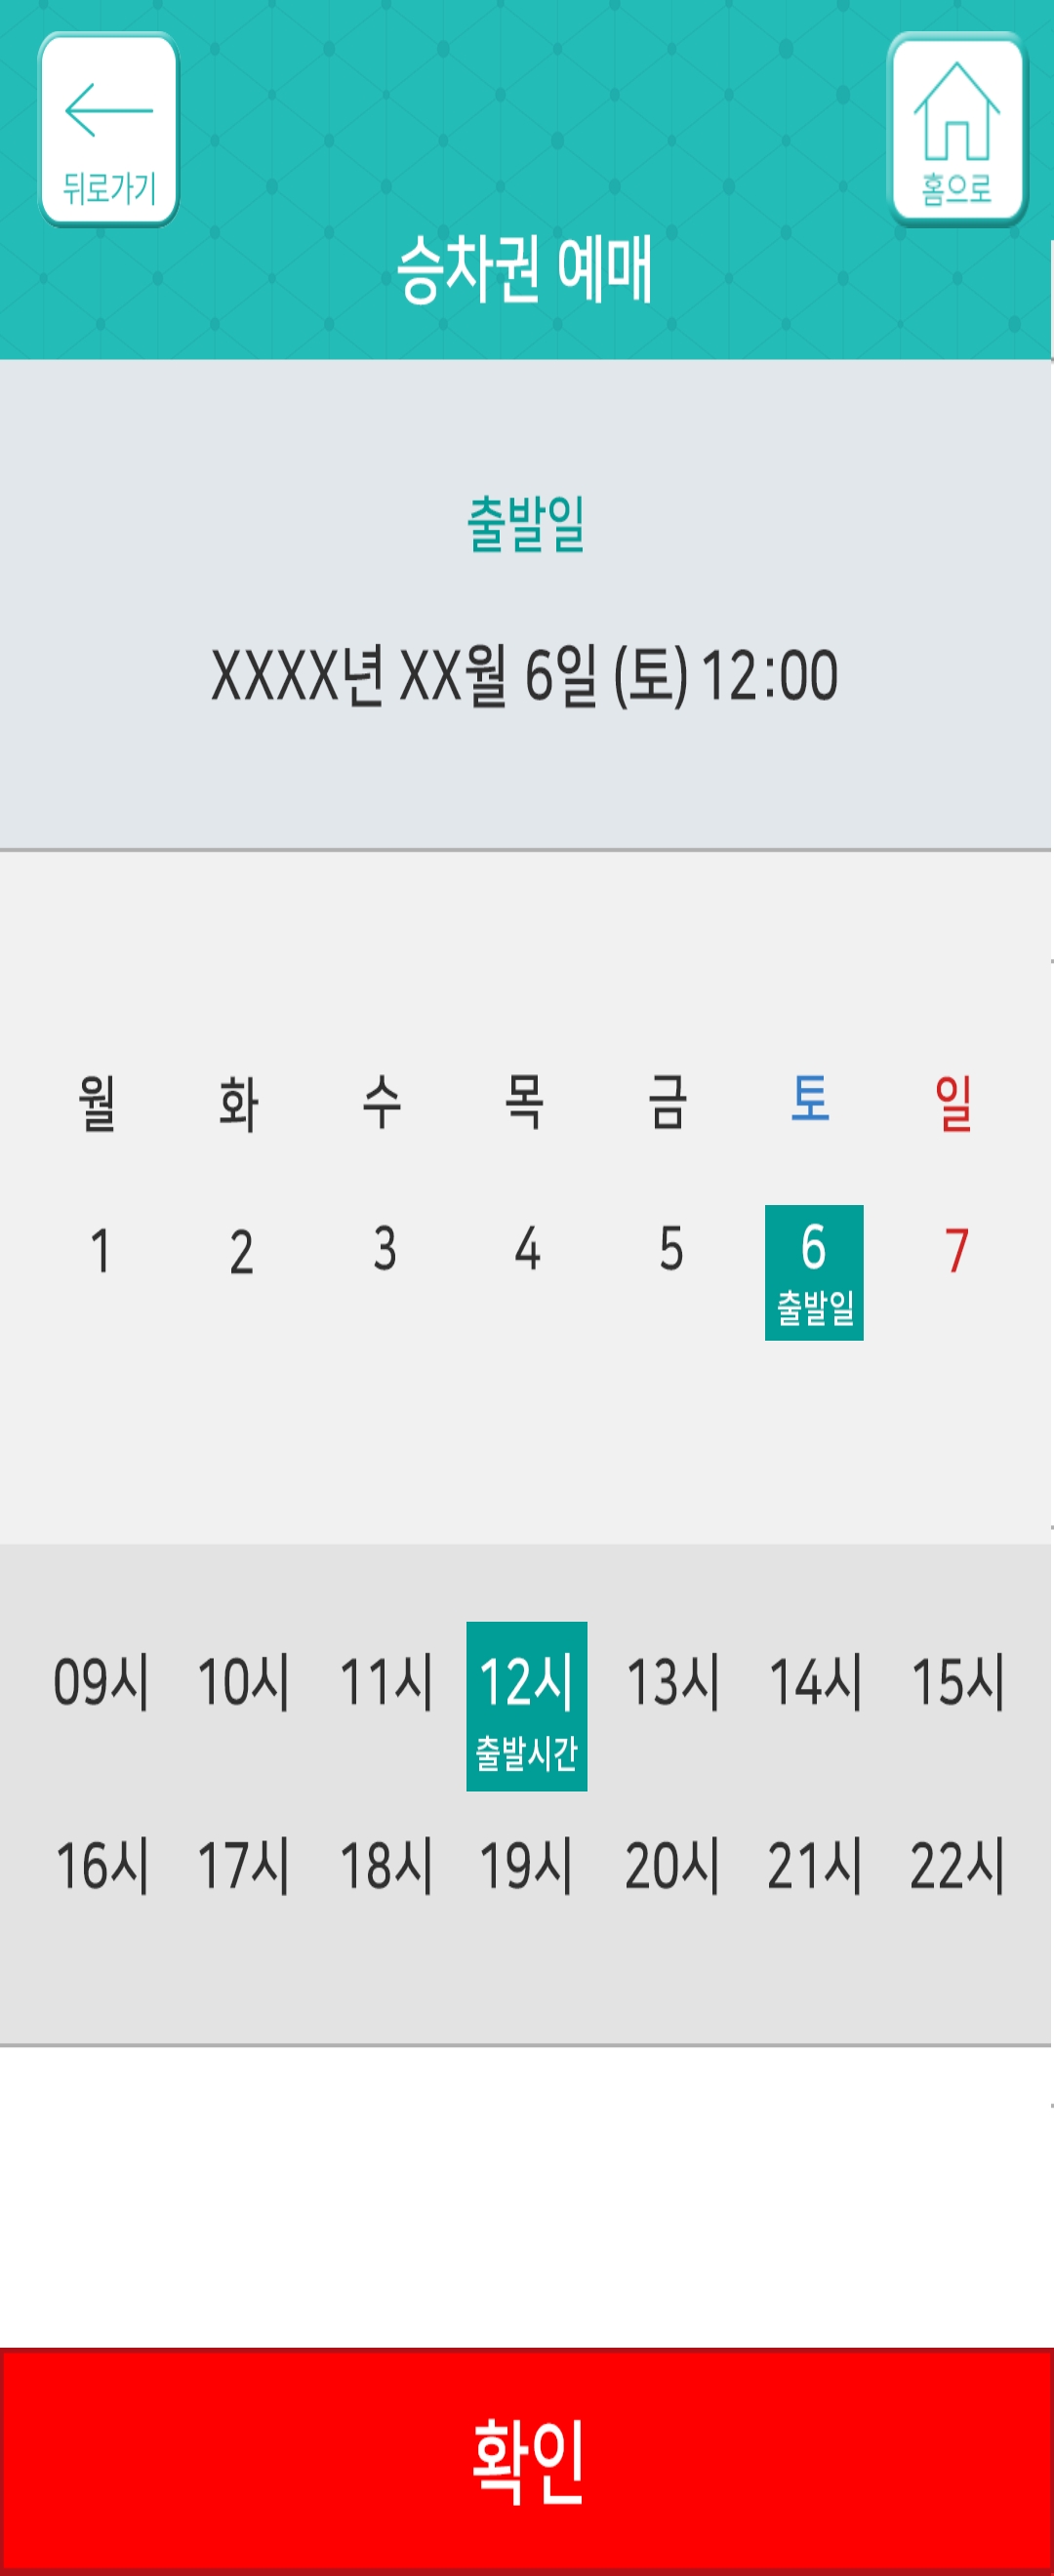 뒤로가기
홈으로
승차권 예매
출발일
XXXX년 XX월 6일 (토) 12:00
월 화 수 목 금 토 일
1 2 3 4 5 6 7
출발일
09시 10시 11시 12시 13시 14시 15시
출발시간
16시 17시 18시 19시 20시 21시 22시
확인